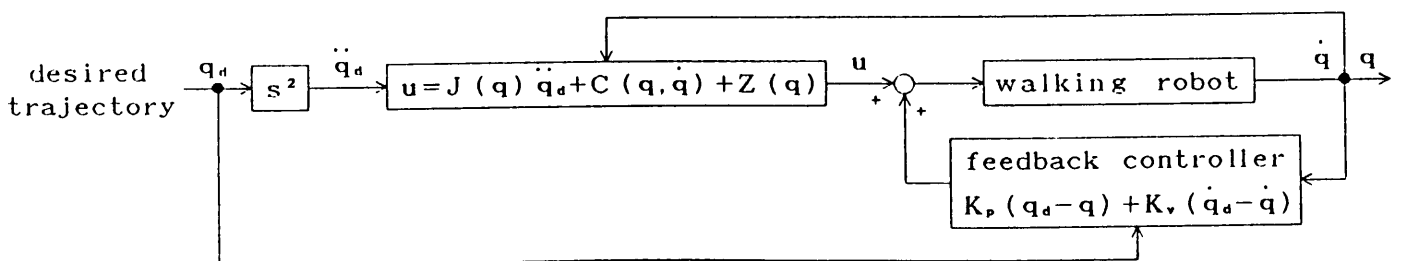 desired
trajectory
q_d
s²
q̈_d
u=J(q)q̈_d+C(q,q̇)+Z(q)
u
+
+
walking robot
q̇ q
feedback controller
K_p(q_d−q)+K_v(q̇_d−q̇)